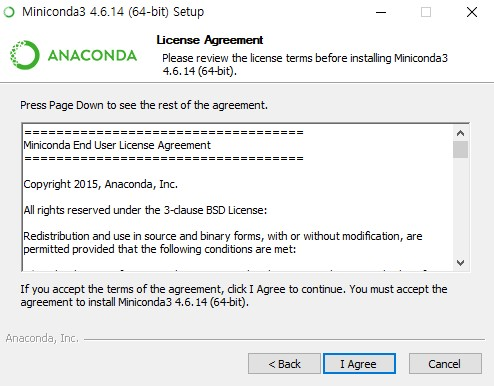 Miniconda3 4.6.14 (64-bit) Setup
ANACONDA
License Agreement
Please review the license terms before installing Miniconda3
4.6.14 (64-bit).
Press Page Down to see the rest of the agreement.
===================================
Miniconda End User License Agreement
===================================
Copyright 2015, Anaconda, Inc.
All rights reserved under the 3-clause BSD License:
Redistribution and use in source and binary forms, with or without modification, are
permitted provided that the following conditions are met:
If you accept the terms of the agreement, click I Agree to continue. You must accept the
agreement to install Miniconda3 4.6.14 (64-bit).
Anaconda, Inc.
< Back
I Agree
Cancel